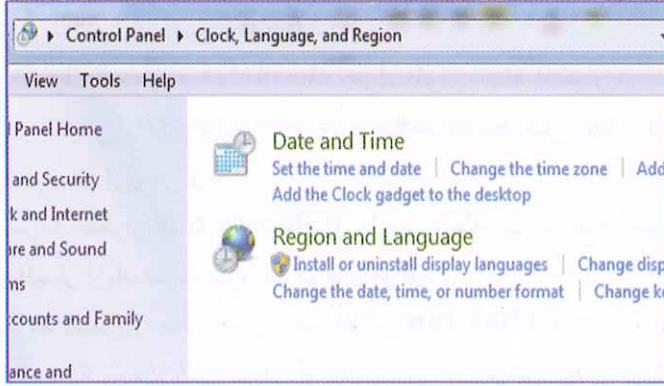 Control Panel ▸ Clock, Language, and Region
View Tools Help
l Panel Home
and Security
k and Internet
are and Sound
ms
counts and Family
ance and
Date and Time
Set the time and date | Change the time zone | Add
Add the Clock gadget to the desktop
Region and Language
Install or uninstall display languages | Change disp
Change the date, time, or number format | Change ke